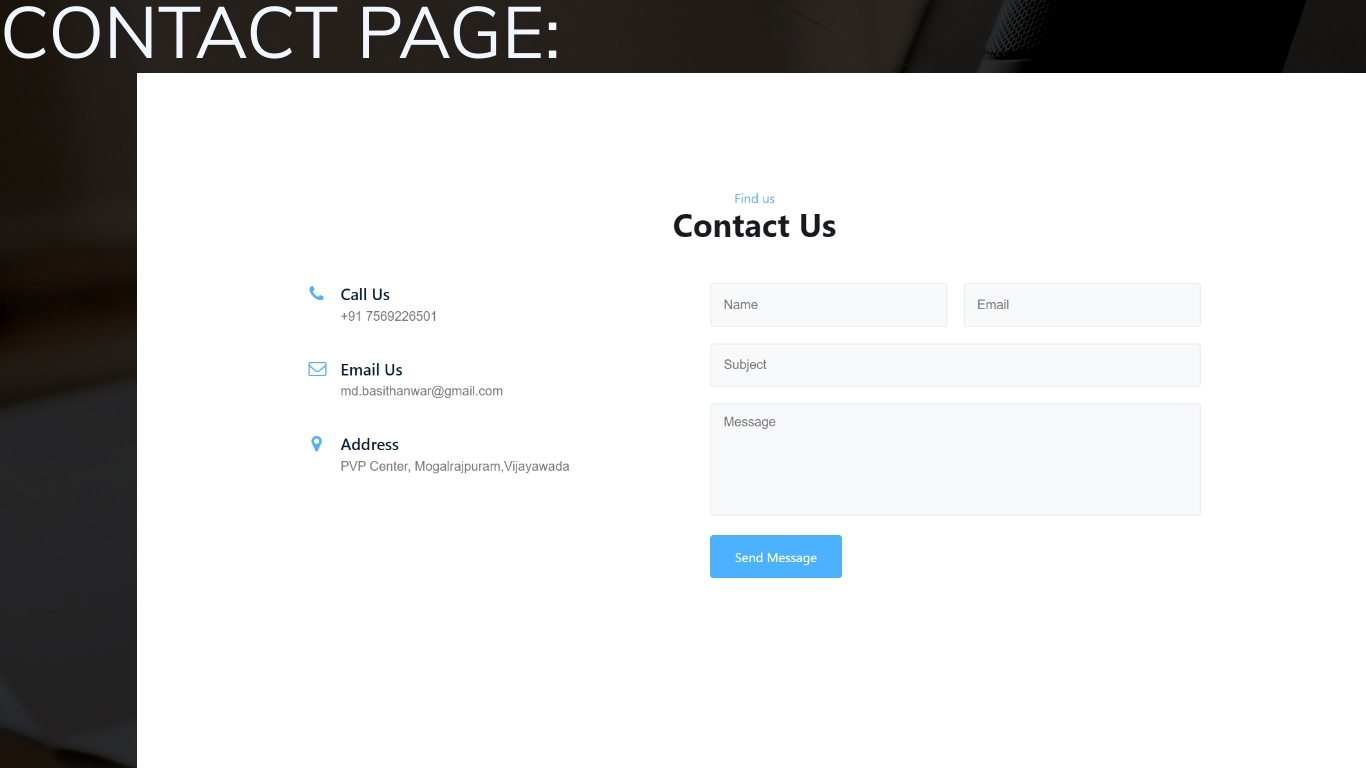 CONTACT PAGE:
Find us
Contact Us
Call Us
+91 7569226501
Email Us
md.basithanwar@gmail.com
Address
PVP Center, Mogalrajpuram,Vijayawada
Name
Email
Subject
Message
Send Message